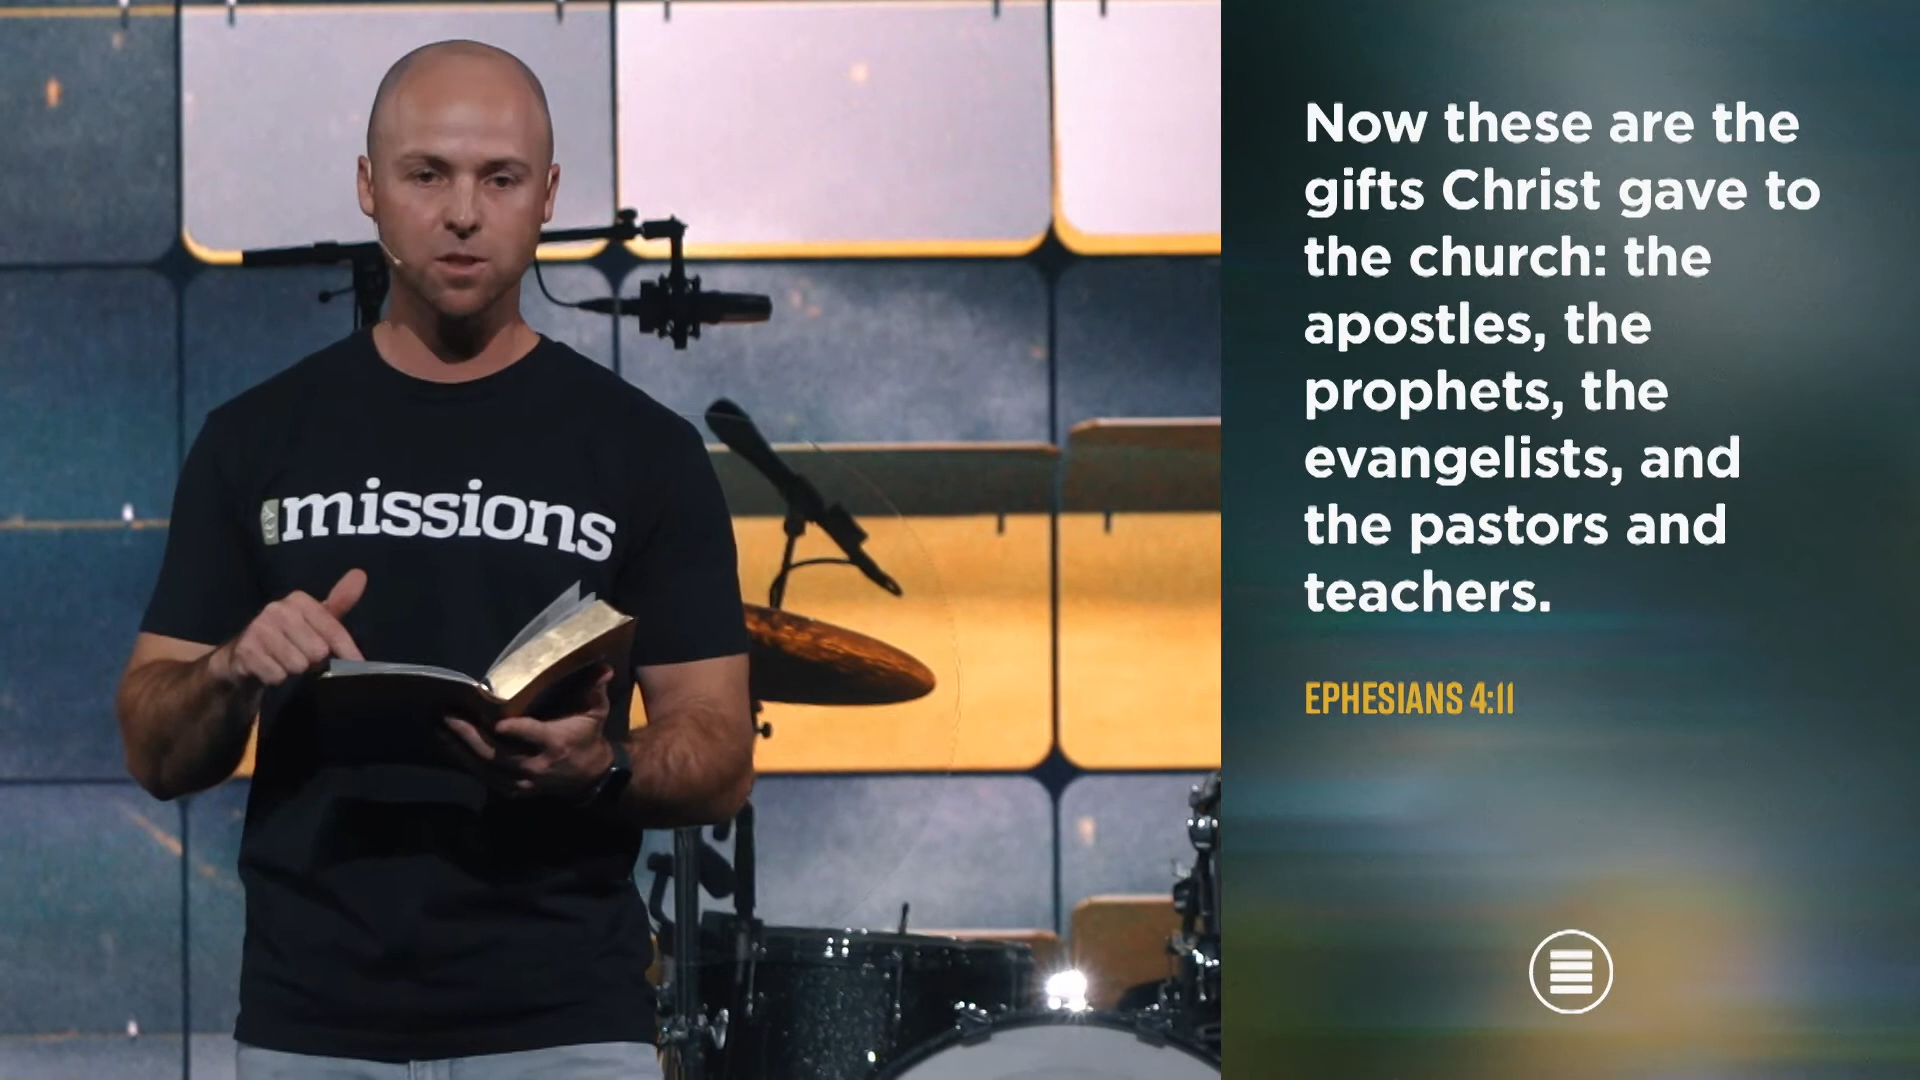 missions
Now these are the
gifts Christ gave to
the church: the
apostles, the
prophets, the
evangelists, and
the pastors and
teachers.
EPHESIANS 4:11